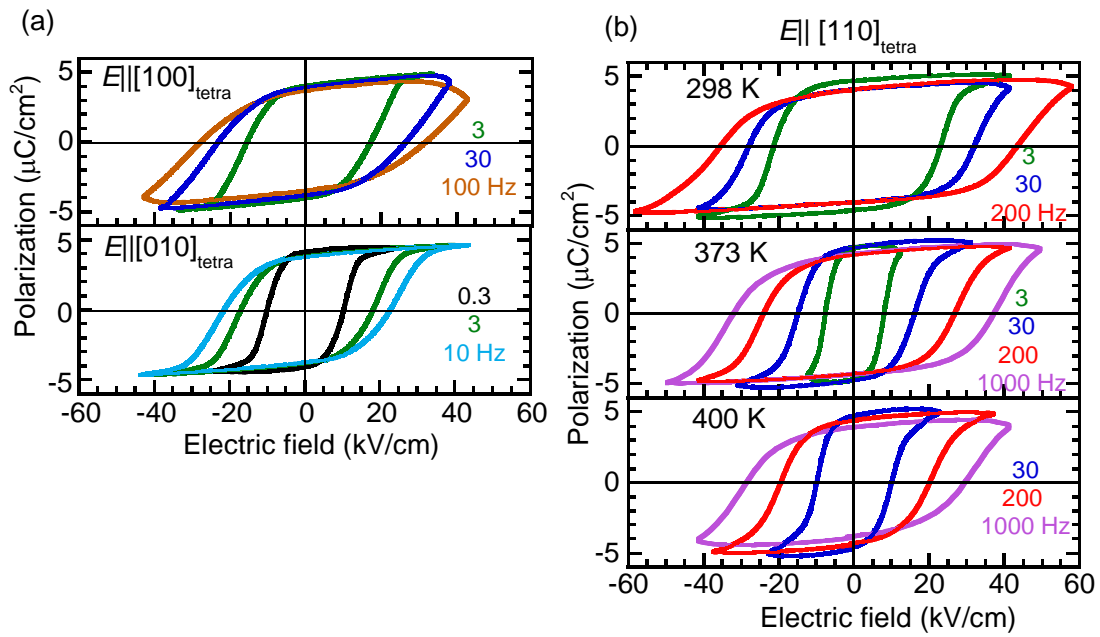 (a)
E||[100]tetra
3
30
100 Hz
5
0
-5
E||[010]tetra
0.3
3
10 Hz
5
0
-5
-60 -40 -20 0 20 40 60
Electric field (kV/cm)
Polarization (μC/cm²)
(b)
E|| [110]tetra
298 K
3
30
200 Hz
5
0
-5
373 K
3
30
200
1000 Hz
5
0
-5
400 K
30
200
1000 Hz
5
0
-5
-60 -40 -20 0 20 40 60
Electric field (kV/cm)
Polarization (μC/cm²)